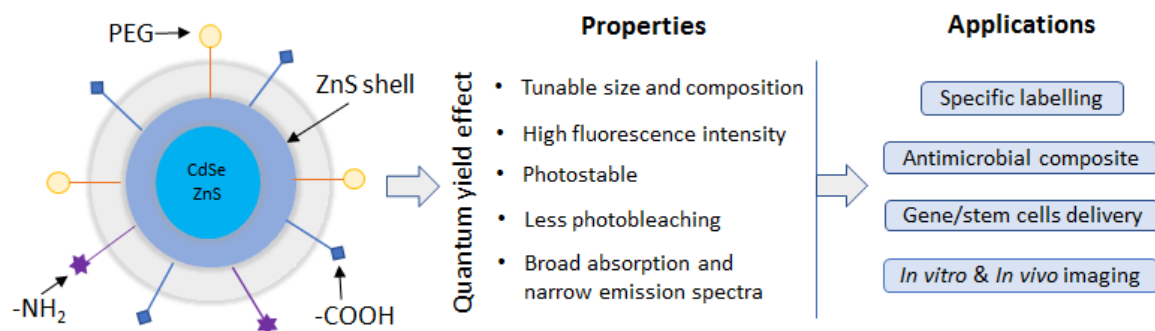 PEG
ZnS shell
CdSe
ZnS
-NH₂
-COOH
Quantum yield effect
Properties
• Tunable size and composition
• High fluorescence intensity
• Photostable
• Less photobleaching
• Broad absorption and
narrow emission spectra
Applications
Specific labelling
Antimicrobial composite
Gene/stem cells delivery
In vitro & In vivo imaging